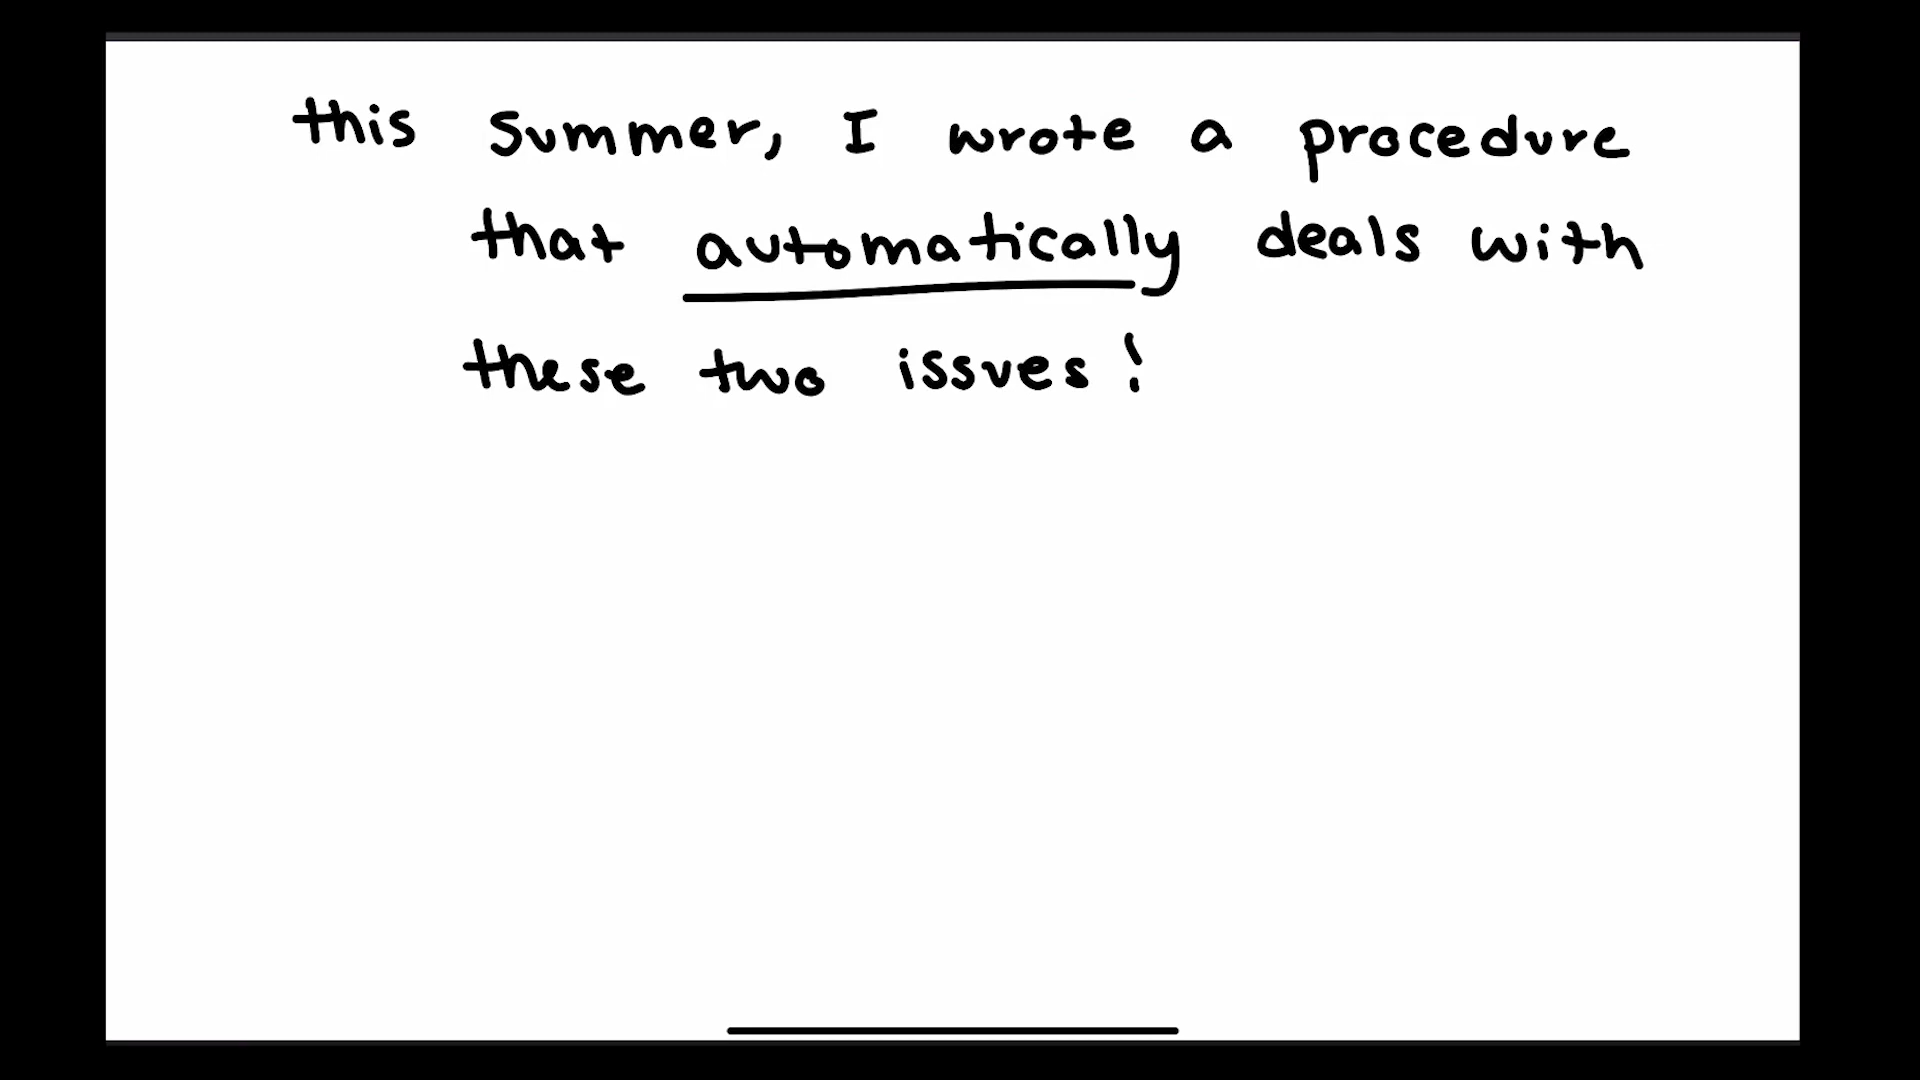 this summer, I wrote a procedure
that automatically deals with
these two issues!